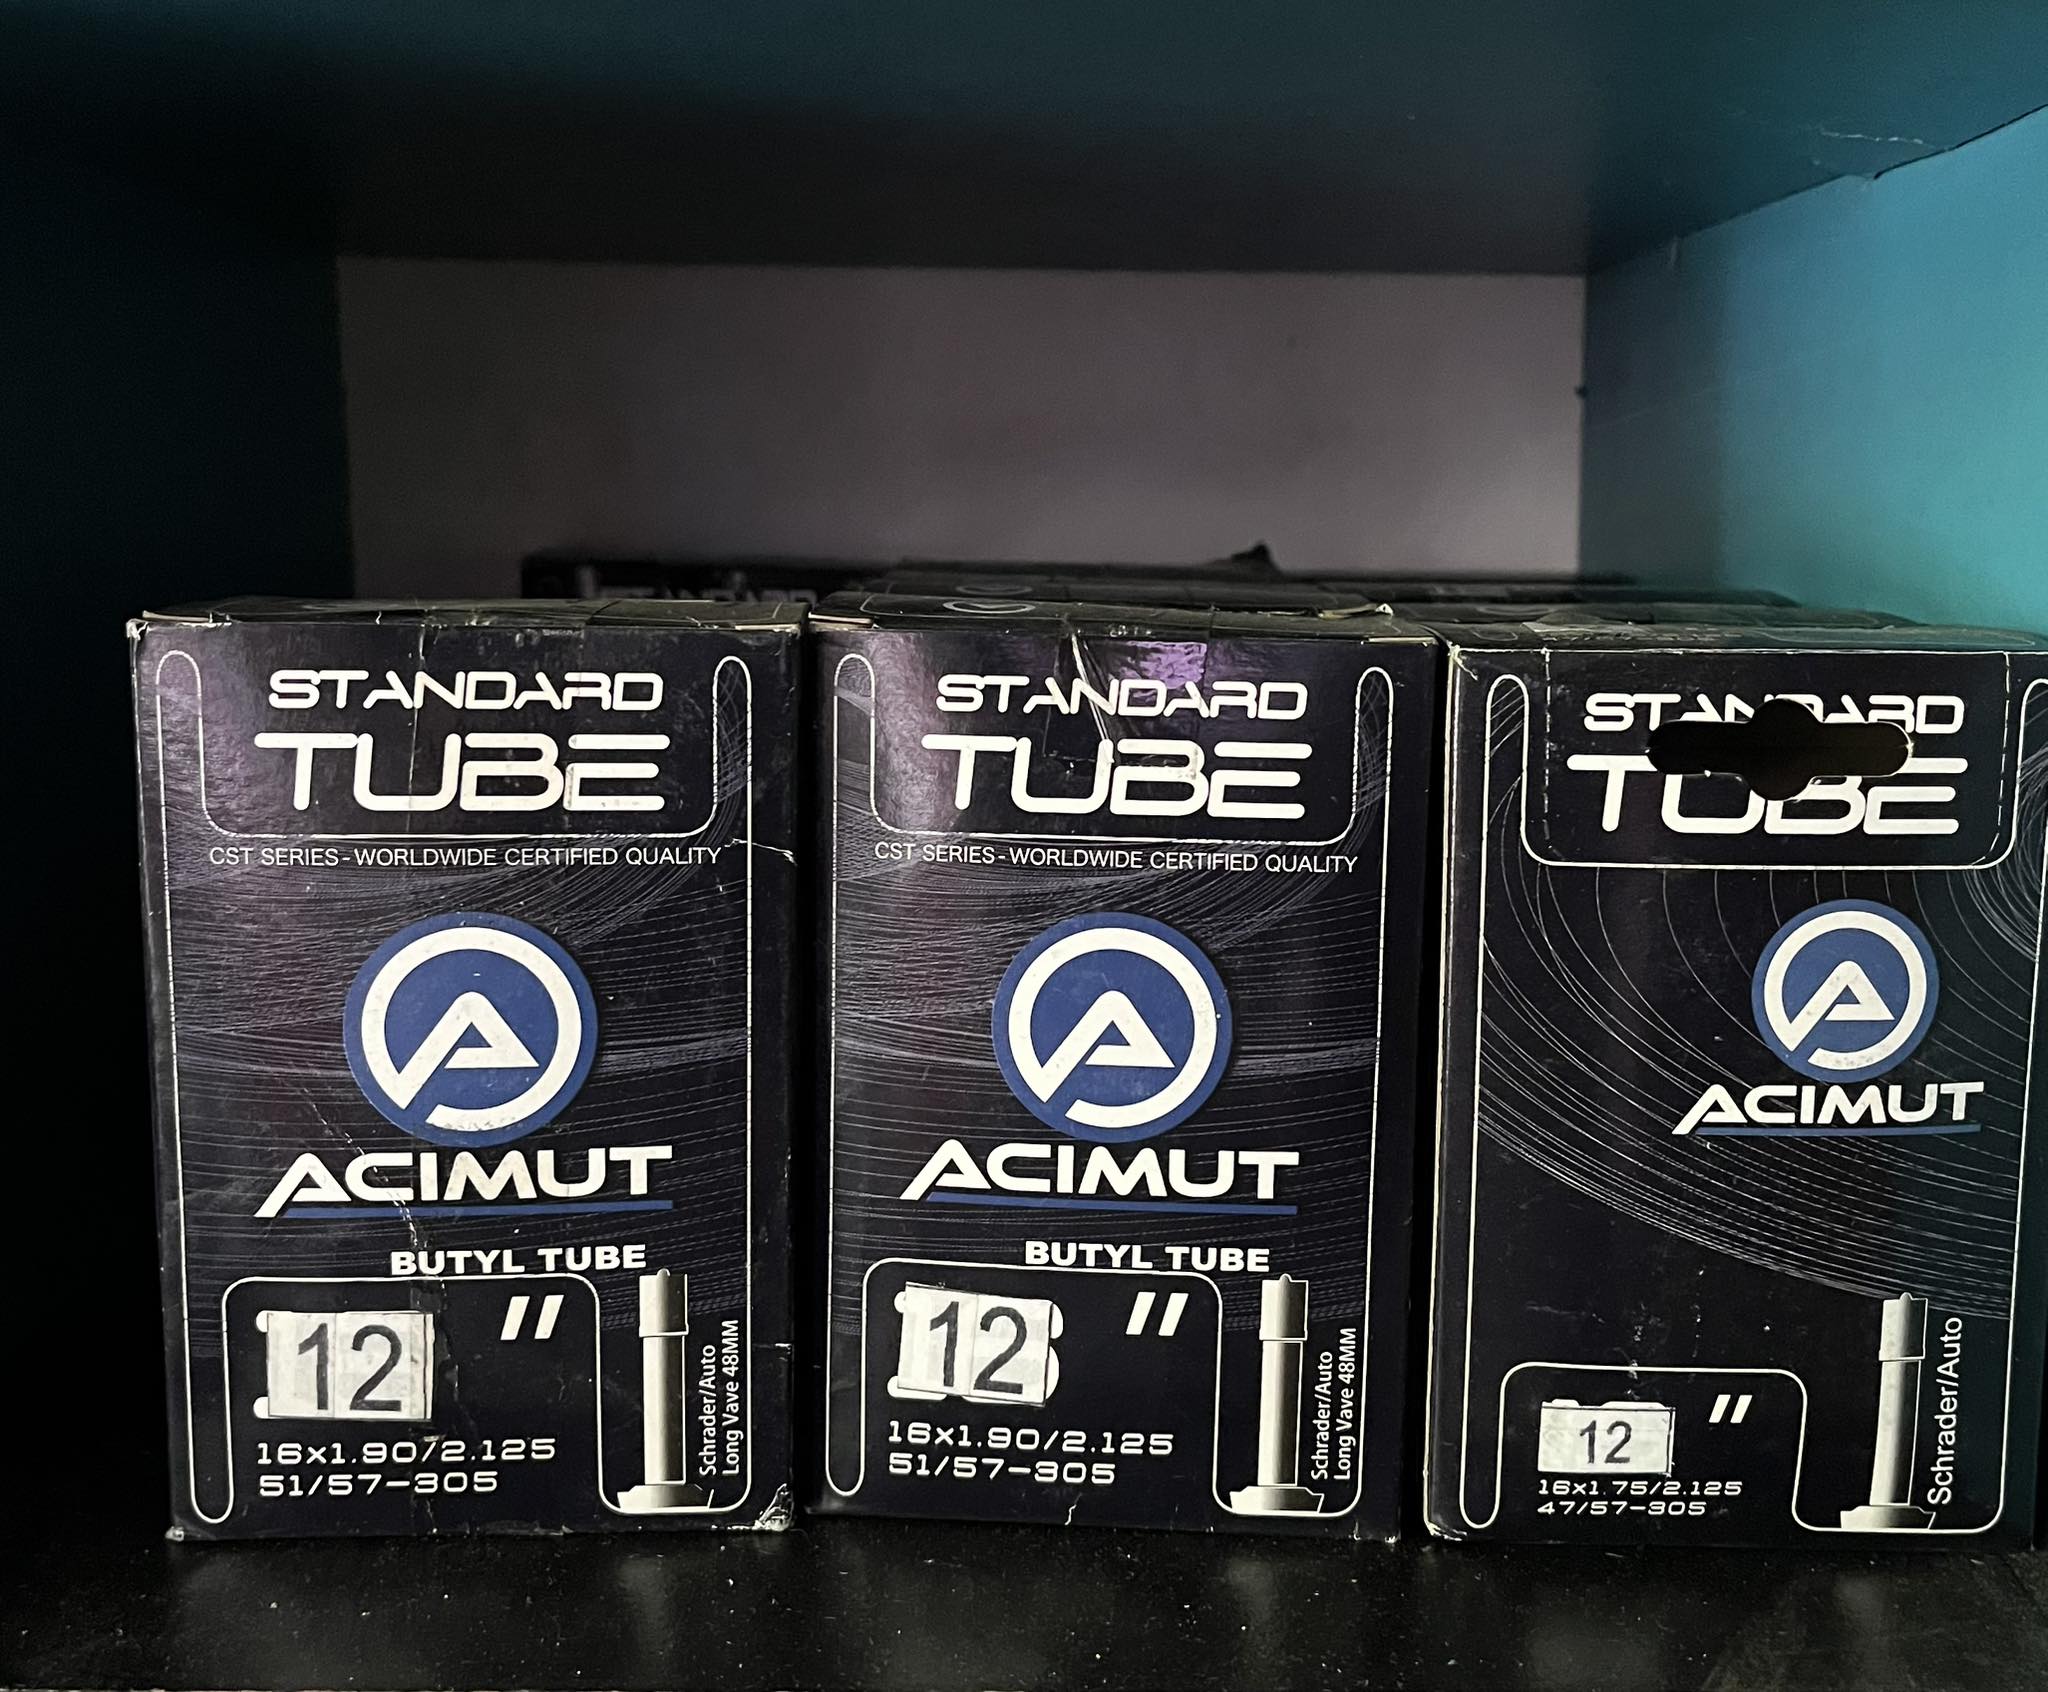 STANDARD
STANDARD
TUBE
CST SERIES-WORLDWIDE CERTIFIED QUALITY
ACIMUT
BUTYL TUBE
12"
16x1.90/2.125
51/57-305
Schrader/Auto
Long Vave 48MM
STANDARD
TUBE
CST SERIES-WORLDWIDE CERTIFIED QUALITY
ACIMUT
BUTYL TUBE
12"
16x1.90/2.125
51/57-305
Schrader/Auto
Long Vave 48MM
STANDARD
TUBE
ACIMUT
12"
16x1.75/2.125
47/57-305
Schrader/Auto